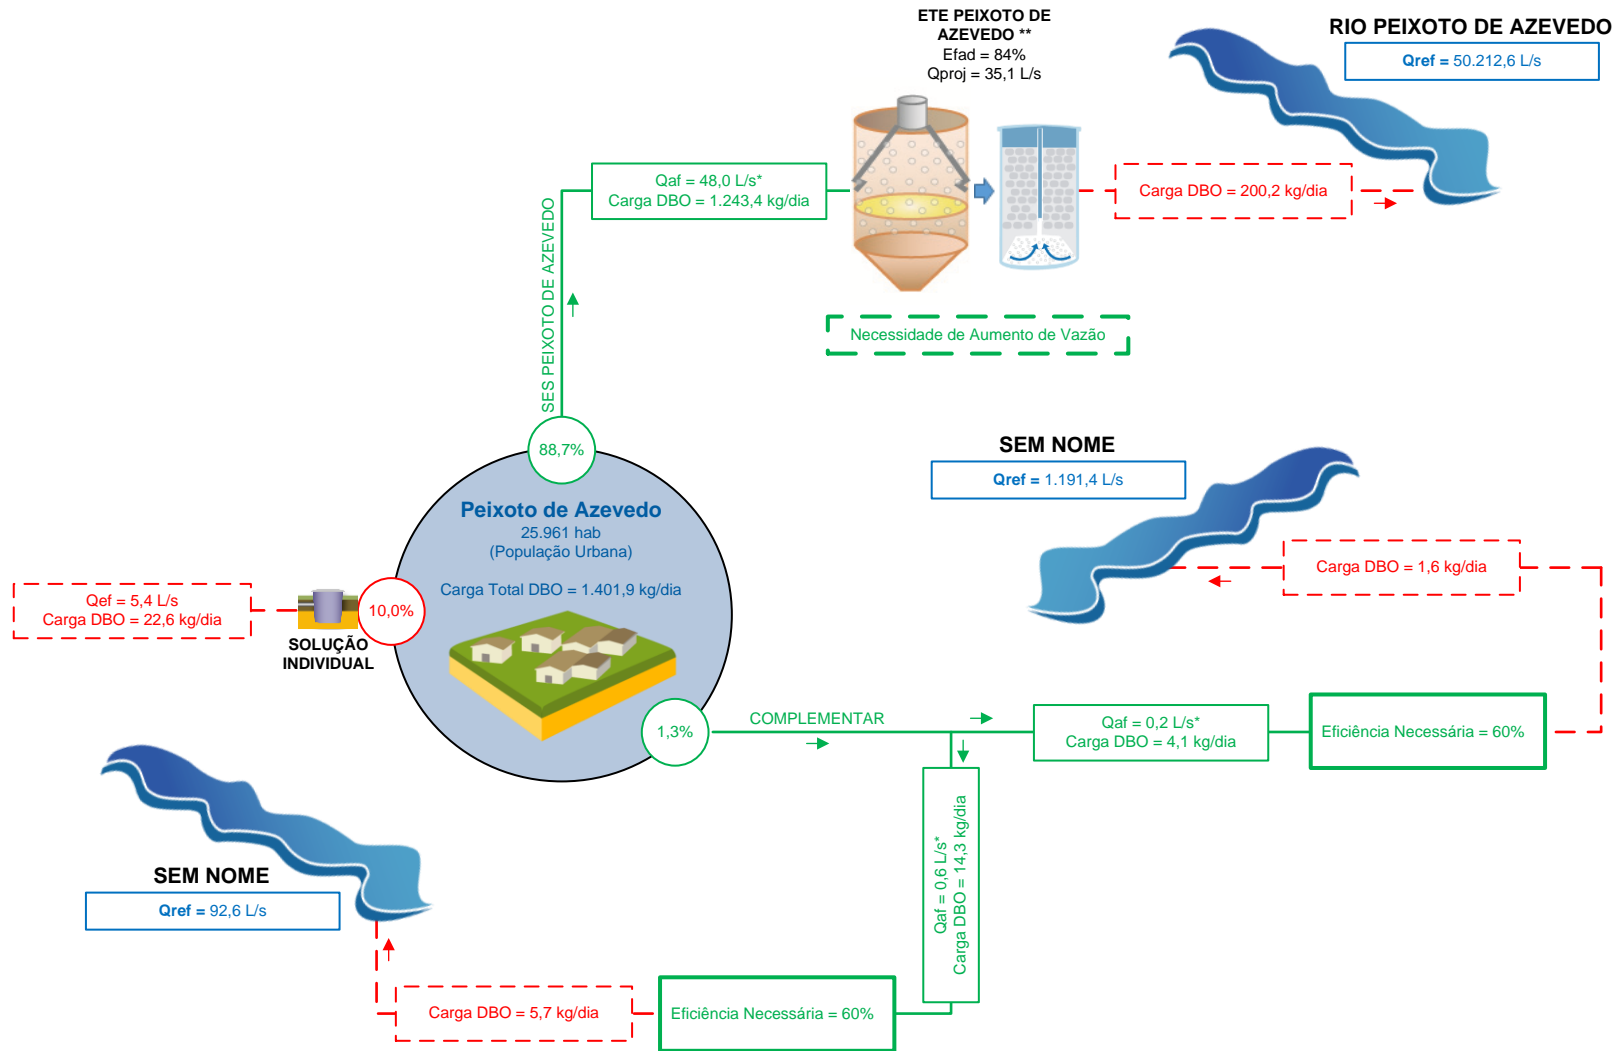 ETE PEIXOTO DE
AZEVEDO **
Efad = 84%
Qproj = 35,1 L/s
RIO PEIXOTO DE AZEVEDO
Qref = 50.212,6 L/s
Qaf = 48,0 L/s*
Carga DBO = 1.243,4 kg/dia
Carga DBO = 200,2 kg/dia
SES PEIXOTO DE AZEVEDO
Necessidade de Aumento de Vazão
88,7%
SEM NOME
Qref = 1.191,4 L/s
Peixoto de Azevedo
25.961 hab
(População Urbana)
Carga Total DBO = 1.401,9 kg/dia
Carga DBO = 1,6 kg/dia
Qef = 5,4 L/s
Carga DBO = 22,6 kg/dia
10,0%
SOLUÇÃO
INDIVIDUAL
1,3%
COMPLEMENTAR
Qaf = 0,2 L/s*
Carga DBO = 4,1 kg/dia
Eficiência Necessária = 60%
Qaf = 0,6 L/s*
Carga DBO = 14,3 kg/dia
SEM NOME
Qref = 92,6 L/s
Carga DBO = 5,7 kg/dia
Eficiência Necessária = 60%